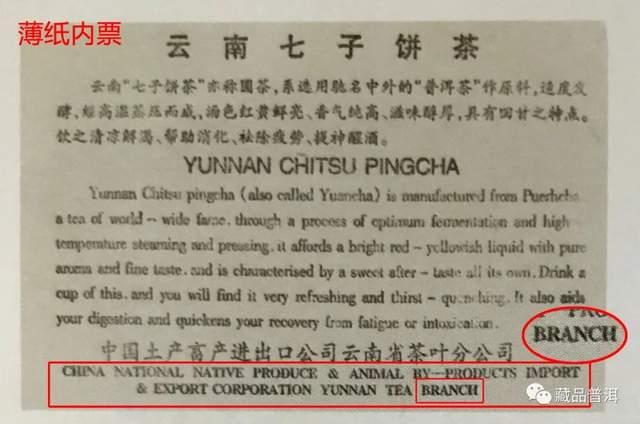 薄纸内票
云南七子饼茶
云南“七子饼茶”亦称圆茶，系选用驰名中外的“普洱茶”作原料，适度发
酵，经高温蒸压而成，汤色红黄鲜亮、香气纯高、滋味醇厚，具有回甘之特点。
饮之清凉解渴、帮助消化、祛除疲劳、提神醒酒。
YUNNAN CHITSU PINGCHA
Yunnan Chitsu pingcha (also called Yuancha) is manufactured from Puerhcha
a tea of world-wide fame. through a process of optimum fermentation and high-
temperature steaming and pressing. it affords a bright red-yellowish liquid with pure
aroma and fine taste. and is characterised by a sweet after-taste all its own. Drink a
cup of this. and you will find it very refreshing and thirst-quenching. It also aids
your digestion and quickens your recovery from fatigue or intoxication.
BRANCH
中国土产畜产进出口公司云南省茶叶分公司
CHINA NATIONAL NATIVE PRODUCE & ANIMAL BY-PRODUCTS IMPORT
& EXPORT CORPORATION YUNNAN TEA BRANCH
藏品普洱